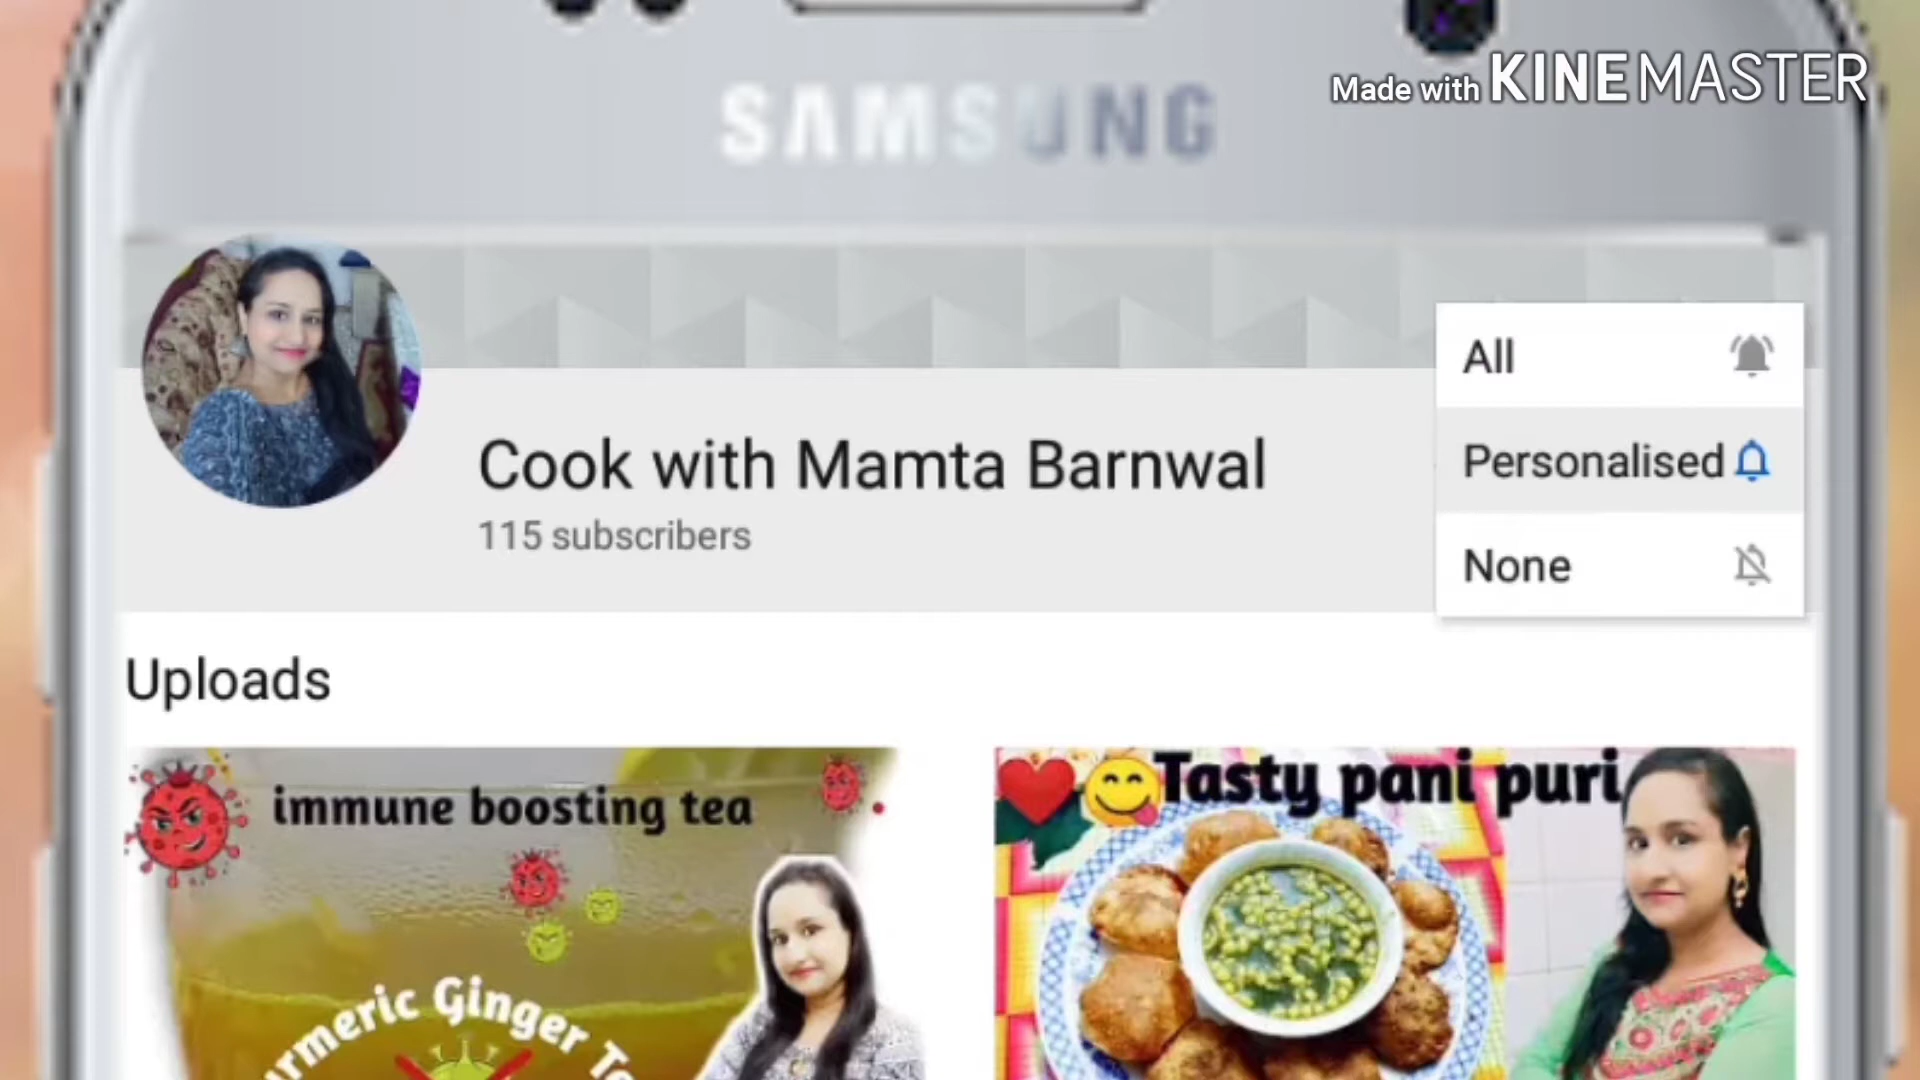 SAMSUNG
Made with KINEMASTER
All
Cook with Mamta Barnwal
Personalised
115 subscribers
None
Uploads
immune boosting tea
Tasty pani puri
Ginger